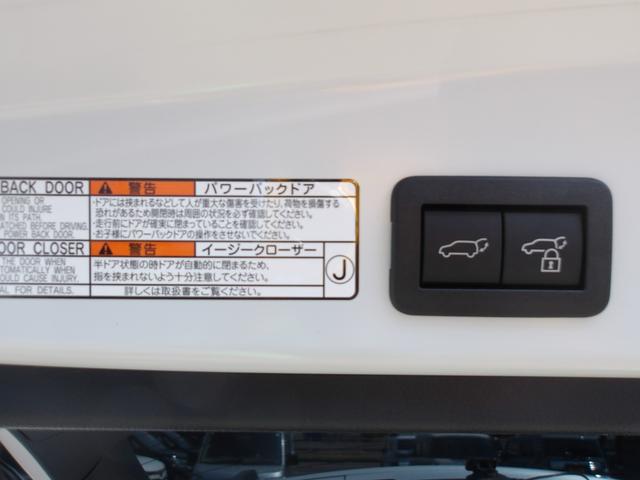 BACK DOOR
OPENING OR
COULD INJURE
IN ITS PATH.
ATCHED BEFORE DRIVING.
OWER BACK DOOR.
OOR CLOSER
THE DOOR WHEN
TOMATICALLY WHEN
OULD CAUSE INJURY.
AL FOR DETAILS.
警告 パワーバックドア
・ドアには挟まれるなどして人が重大な傷害を受けたり、荷物を損傷する
恐れがあるため開閉時は周囲の状況を必ず確認してください。
・走行前にドアが確実に閉まっていることを確認してください。
・お子様にパワーバックドアの操作をさせないでください。
警告 イージークローザー
半ドア状態の時ドアが自動的に閉まるため、
指を挟まれないよう十分注意してください。
詳しくは取扱書をご覧ください。
J